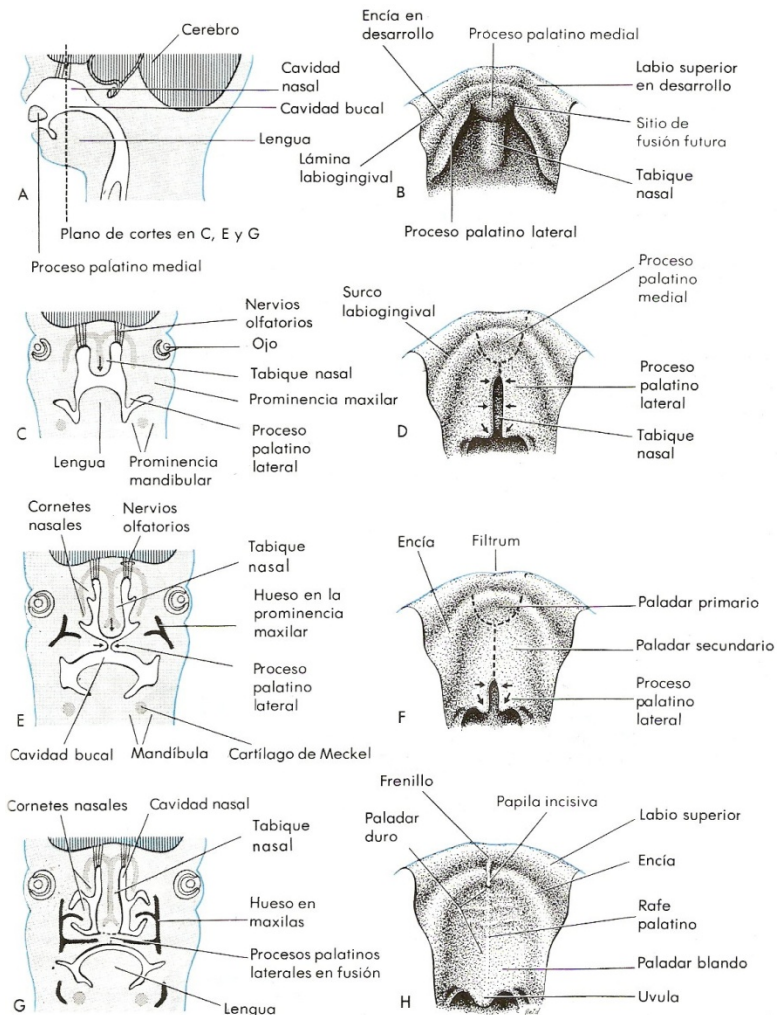 Cerebro
Cavidad
nasal
Cavidad bucal
Lengua
A
Plano de cortes en C, E y G
Proceso palatino medial
Encía en
desarrollo
Proceso palatino medial
Labio superior
en desarrollo
Sitio de
fusión futura
Lámina
labiogingival
B
Tabique
nasal
Proceso palatino lateral
Nervios
olfatorios
Ojo
Tabique nasal
Prominencia maxilar
Proceso
palatino
lateral
C
Lengua
Prominencia
mandibular
Surco
labiogingival
Proceso
palatino
medial
Proceso
palatino
lateral
Tabique
nasal
D
Cornetes
nasales
Nervios
olfatorios
Tabique
nasal
Hueso en la
prominencia
maxilar
Proceso
palatino
lateral
E
Cavidad bucal
Mandíbula
Cartílago de Meckel
Encía
Filtrum
Paladar primario
Paladar secundario
Proceso
palatino
lateral
F
Cornetes nasales
Cavidad nasal
Tabique
nasal
Hueso en
maxilas
Procesos palatinos
laterales en fusión
Lengua
G
Frenillo
Papila incisiva
Paladar
duro
Labio superior
Encía
Rafe
palatino
Paladar blando
Uvula
H